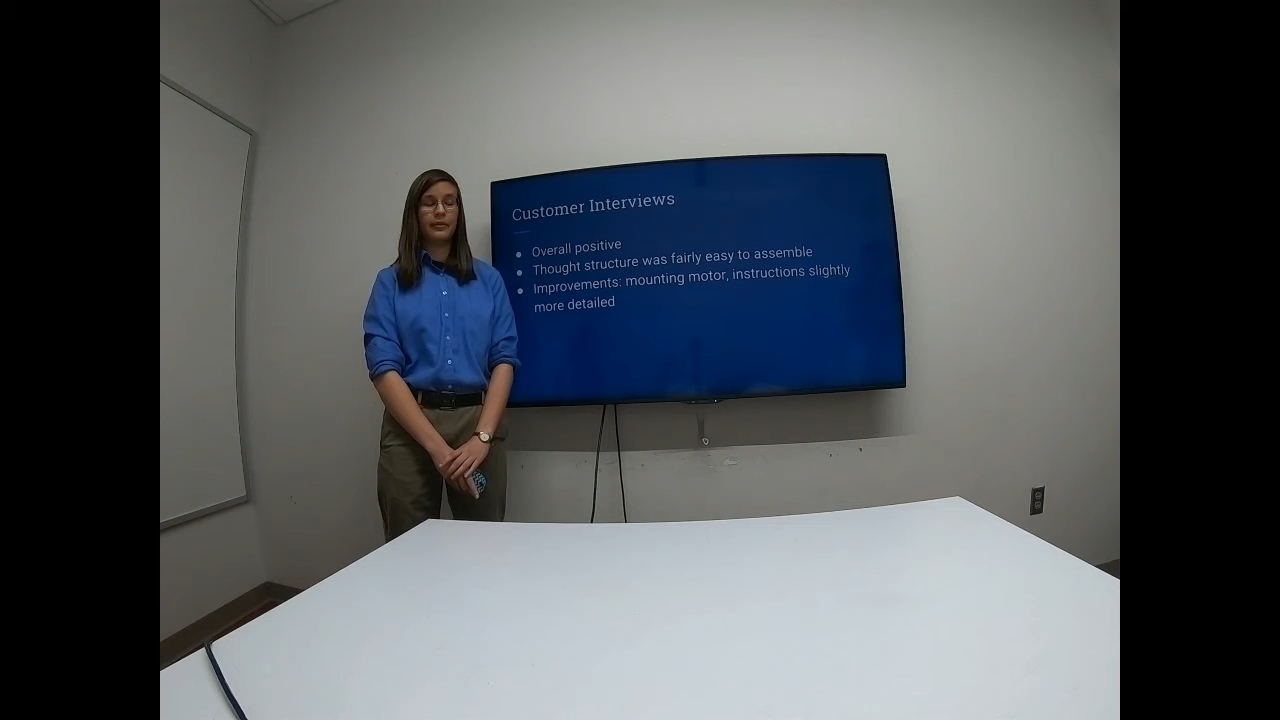 Customer Interviews
● Overall positive
● Thought structure was fairly easy to assemble
● Improvements: mounting motor, instructions slightly
more detailed